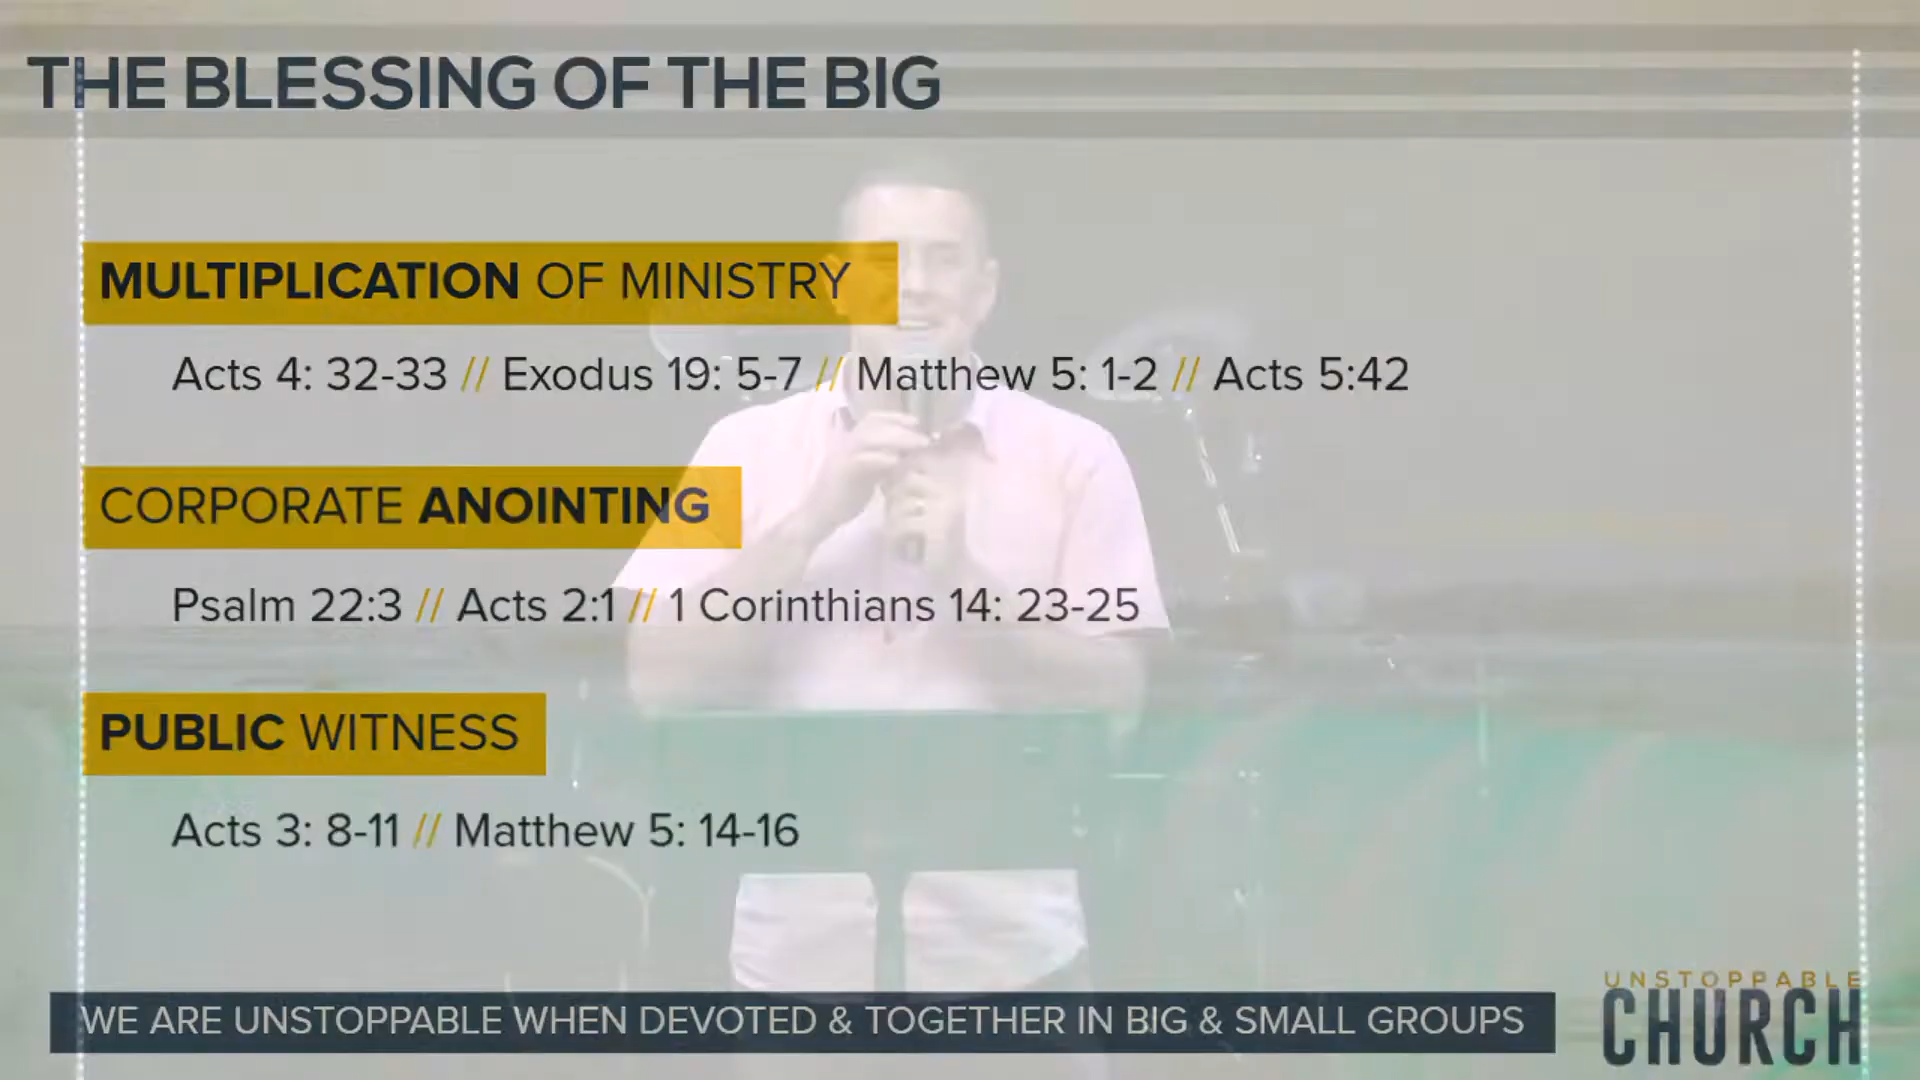 THE BLESSING OF THE BIG
MULTIPLICATION OF MINISTRY
Acts 4: 32-33 // Exodus 19: 5-7 // Matthew 5: 1-2 // Acts 5:42
CORPORATE ANOINTING
Psalm 22:3 // Acts 2:1 // 1 Corinthians 14: 23-25
PUBLIC WITNESS
Acts 3: 8-11 // Matthew 5: 14-16
WE ARE UNSTOPPABLE WHEN DEVOTED & TOGETHER IN BIG & SMALL GROUPS
UNSTOPPABLE
CHURCH